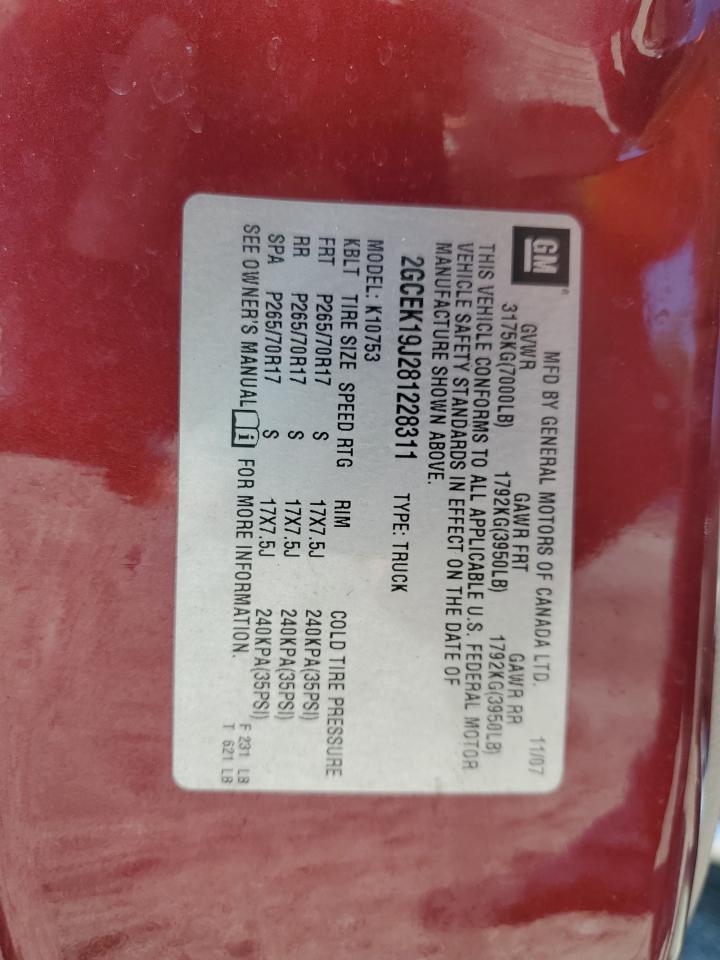 GM®
MFD BY GENERAL MOTORS OF CANADA LTD. 11/07
GVWR GAWR FRT GAWR RR
3175KG(7000LB) 1792KG(3950LB) 1792KG(3950LB)
THIS VEHICLE CONFORMS TO ALL APPLICABLE U.S. FEDERAL MOTOR
VEHICLE SAFETY STANDARDS IN EFFECT ON THE DATE OF
MANUFACTURE SHOWN ABOVE.
2GCEK19J281228311 TYPE: TRUCK
MODEL: K10753
KBLT TIRE SIZE SPEED RTG RIM COLD TIRE PRESSURE
FRT P265/70R17 S 17X7.5J 240KPA(35PSI)
RR P265/70R17 S 17X7.5J 240KPA(35PSI)
SPA P265/70R17 S 17X7.5J 240KPA(35PSI)
SEE OWNER'S MANUAL i FOR MORE INFORMATION.
F 231 LB
T 621 LB